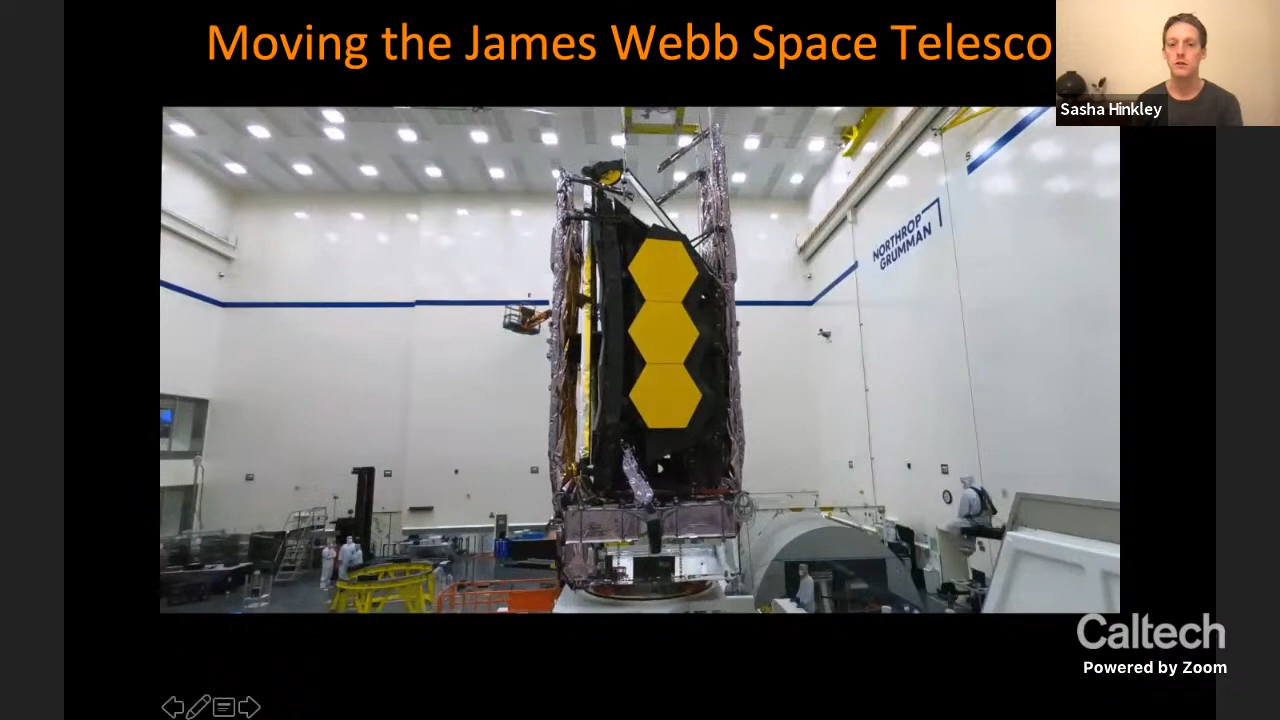 Moving the James Webb Space Telesco
Sasha Hinkley
NORTHROP
GRUMMAN
Caltech
Powered by Zoom